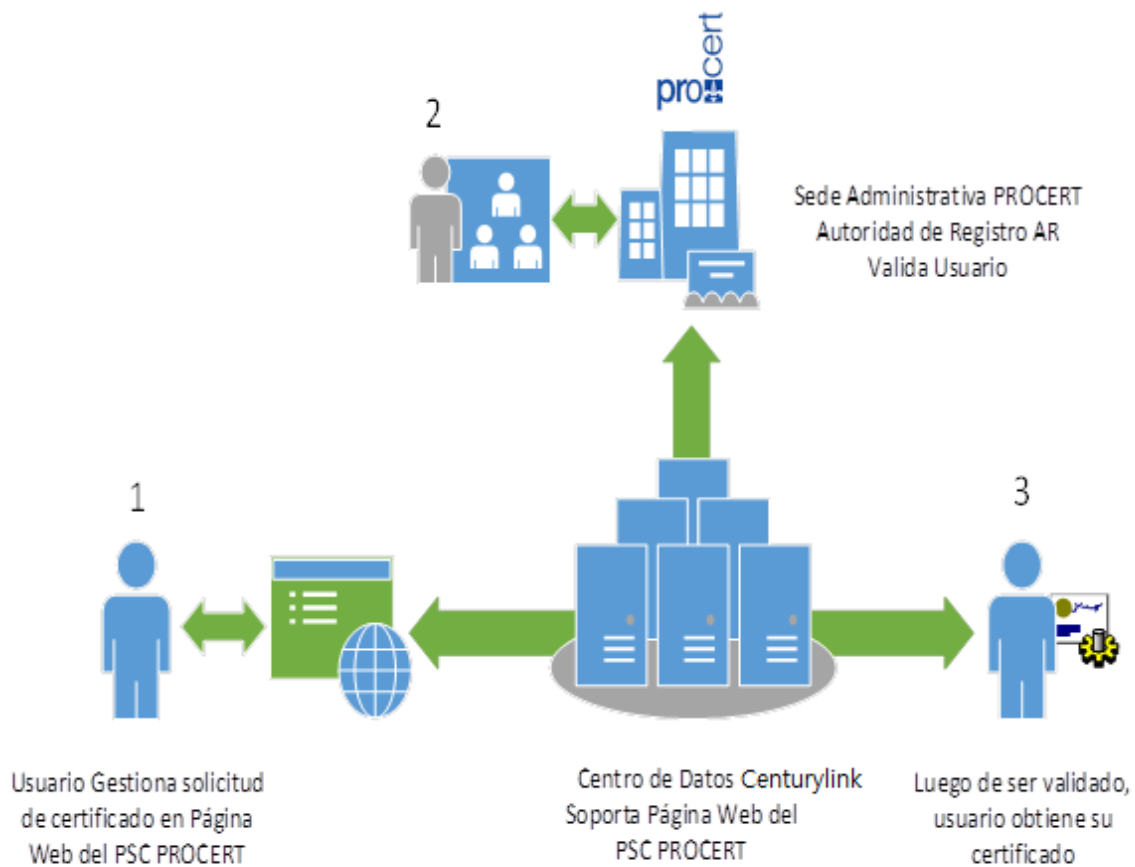 procert
2
Sede Administrativa PROCERT
Autoridad de Registro AR
Valida Usuario
1
3
Usuario Gestiona solicitud
de certificado en Página
Web del PSC PROCERT
Centro de Datos Centurylink
Soporta Página Web del
PSC PROCERT
Luego de ser validado,
usuario obtiene su
certificado